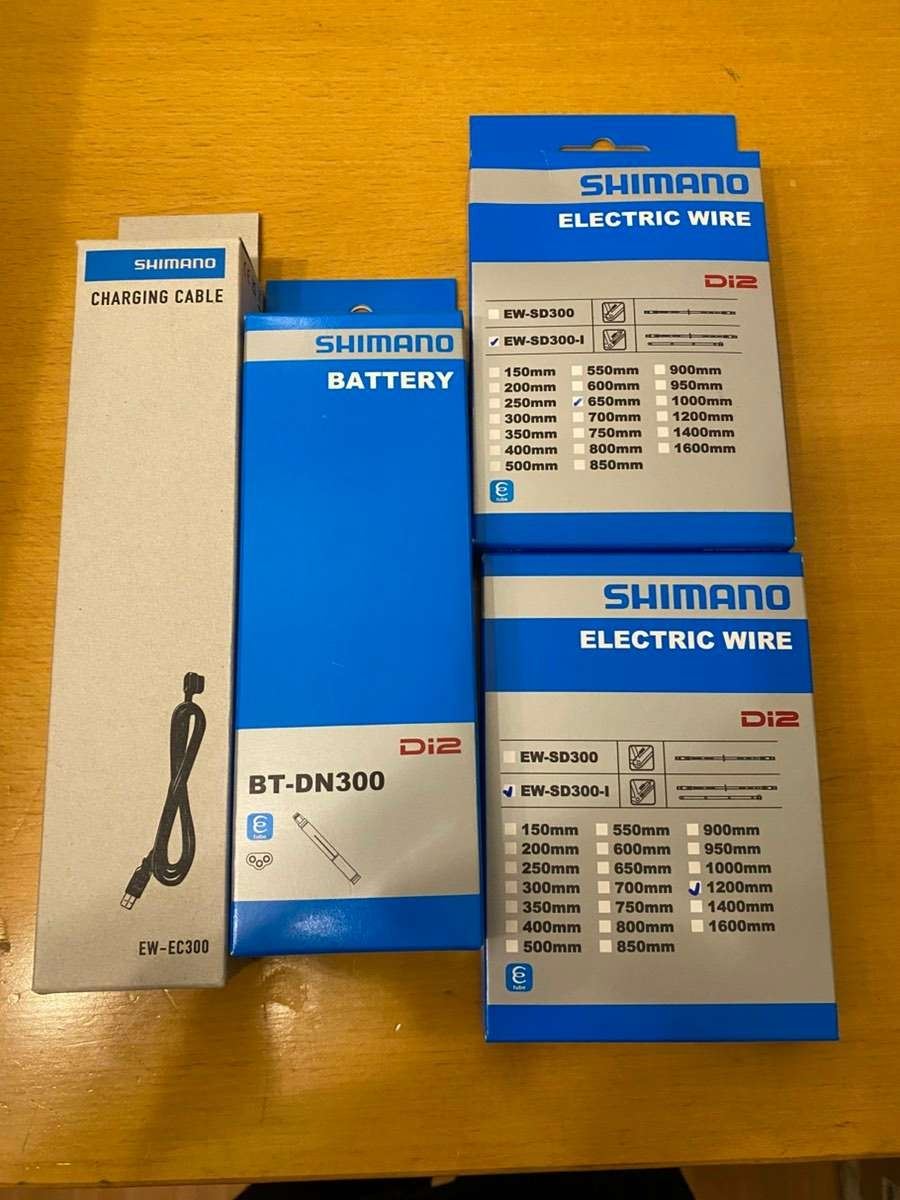 SHIMANO
CHARGING CABLE
EW-EC300
SHIMANO
BATTERY
Di2
BT-DN300
e tube
SHIMANO
ELECTRIC WIRE
Di2
EW-SD300
EW-SD300-I
150mm 550mm 900mm
200mm 600mm 950mm
250mm 650mm 1000mm
300mm 700mm 1200mm
350mm 750mm 1400mm
400mm 800mm 1600mm
500mm 850mm
e tube
SHIMANO
ELECTRIC WIRE
Di2
EW-SD300
EW-SD300-I
150mm 550mm 900mm
200mm 600mm 950mm
250mm 650mm 1000mm
300mm 700mm 1200mm
350mm 750mm 1400mm
400mm 800mm 1600mm
500mm 850mm
e tube